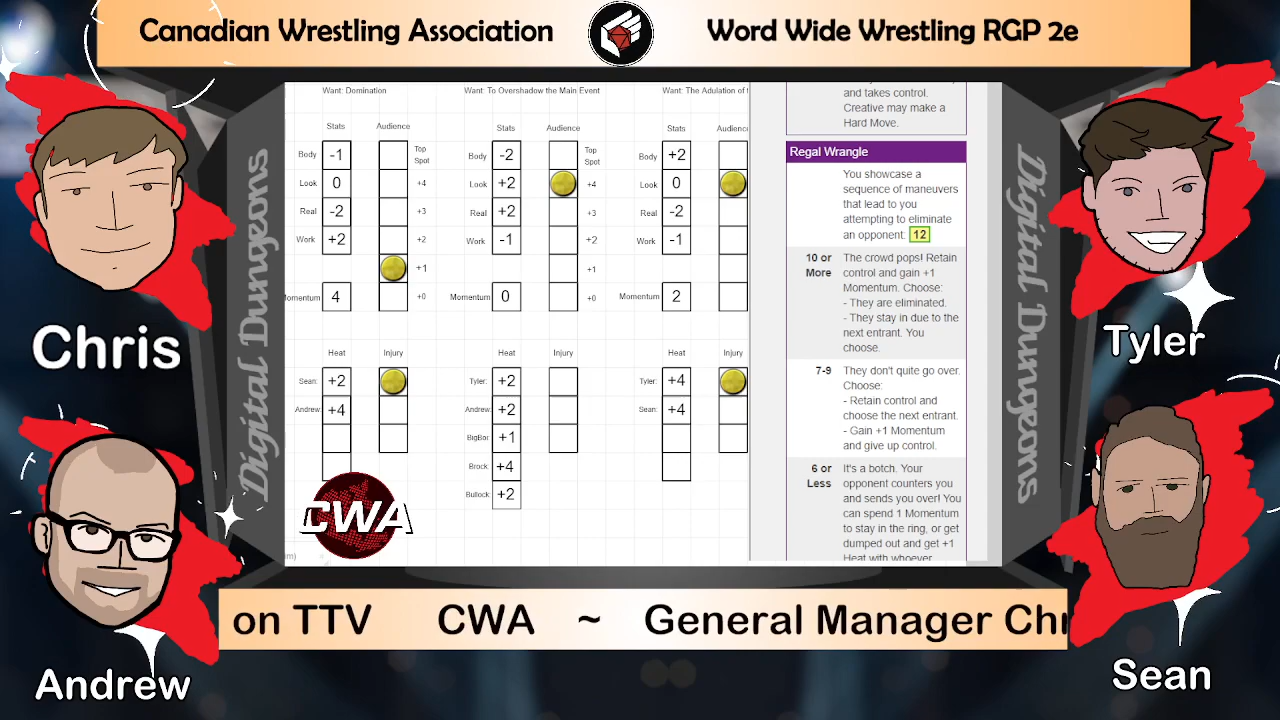 Canadian Wrestling Association
Word Wide Wrestling RGP 2e
Chris
Andrew
Tyler
Sean
Digital Dungeons
Digital Dungeons
Want: Domination
Stats
Audience
Body -1 Top Spot
Look 0 +4
Real -2 +3
Work +2 +2
+1
Momentum 4 +0
Heat
Injury
Sean: +2
Andrew: +4
Want: To Overshadow the Main Event
Stats
Audience
Body -2 Top Spot
Look +2 +4
Real +2 +3
Work -1 +2
+1
Momentum 0 +0
Heat
Injury
Tyler: +2
Andrew: +2
+1
Brock: +4
Bullock: +2
Want: The Adulation of
Stats
Audience
Body +2
Look 0
Real -2
Work -1
Momentum 2
Heat
Injury
Tyler: +4
Sean: +4
CWA
and takes control.
Creative may make a
Hard Move.
Regal Wrangle
You showcase a
sequence of maneuvers
that lead to you
attempting to eliminate
an opponent: 12
10 or More
The crowd pops! Retain
control and gain +1
Momentum. Choose:
- They are eliminated.
- They stay in due to the
next entrant. You
choose.
7-9
They don't quite go over.
Choose:
- Retain control and
choose the next entrant.
- Gain +1 Momentum
and give up control.
6 or Less
It's a botch. Your
opponent counters you
and sends you over! You
can spend 1 Momentum
to stay in the ring, or get
dumped out and get +1
Heat with whoever
on TTV CWA ~ General Manager Chr